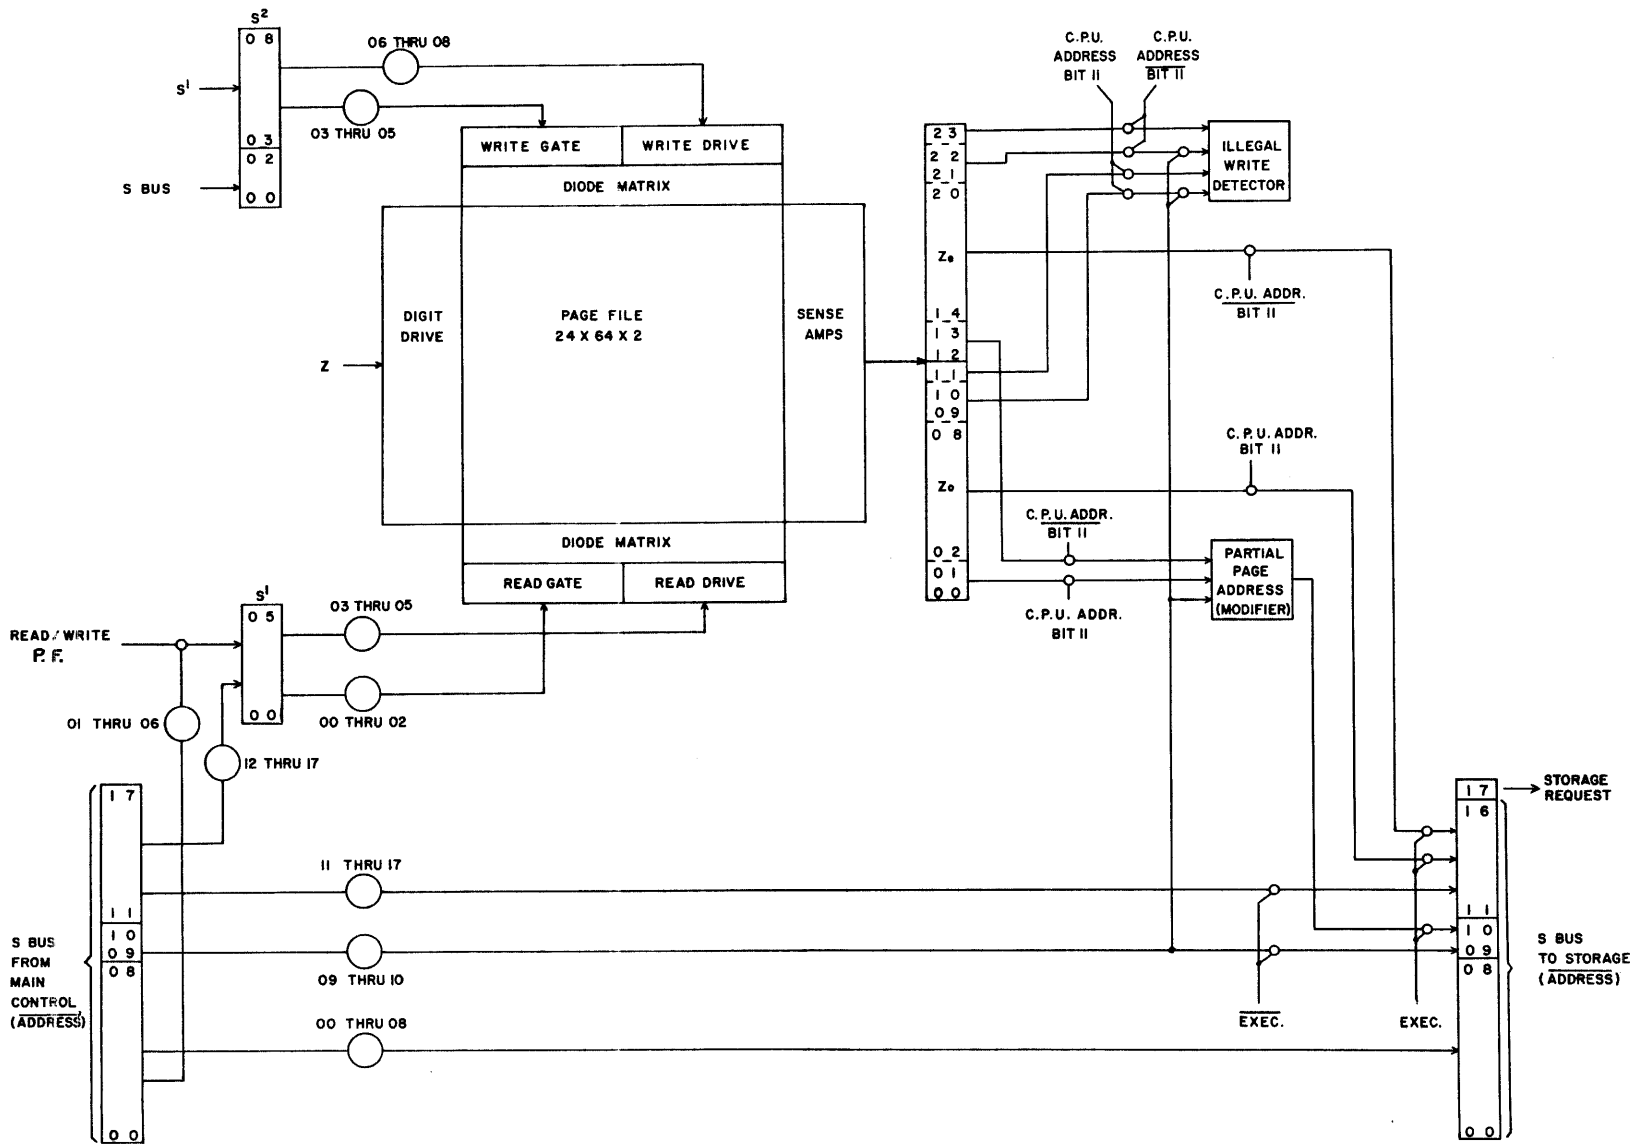 S²
0 8
S¹
0 3
0 2
S BUS
0 0
06 THRU 08
03 THRU 05
WRITE GATE
WRITE DRIVE
DIODE MATRIX
DIGIT
DRIVE
PAGE FILE
24 X 64 X 2
SENSE
AMPS
Z
DIODE MATRIX
READ GATE
READ DRIVE
C.P.U.
ADDRESS
BIT 11
C.P.U.
ADDRESS
BIT 11
2 3
2 2
2 1
2 0
Zₑ
1 4
1 3
1 2
1 1
1 0
0 9
0 8
Z₀
0 2
0 1
0 0
ILLEGAL
WRITE
DETECTOR
C.P.U. ADDR.
BIT 11
C.P.U. ADDR.
BIT 11
C.P.U. ADDR.
BIT 11
C.P.U. ADDR.
BIT 11
PARTIAL
PAGE
ADDRESS
(MODIFIER)
READ/WRITE
P.F.
S¹
0 5
0 0
03 THRU 05
00 THRU 02
01 THRU 06
12 THRU 17
1 7
1 1
1 0
0 9
0 8
0 0
S BUS
FROM
MAIN
CONTROL
(ADDRESS)
11 THRU 17
09 THRU 10
00 THRU 08
EXEC.
EXEC.
1 7
1 6
1 1
1 0
0 9
0 8
0 0
STORAGE
REQUEST
S BUS
TO STORAGE
(ADDRESS)